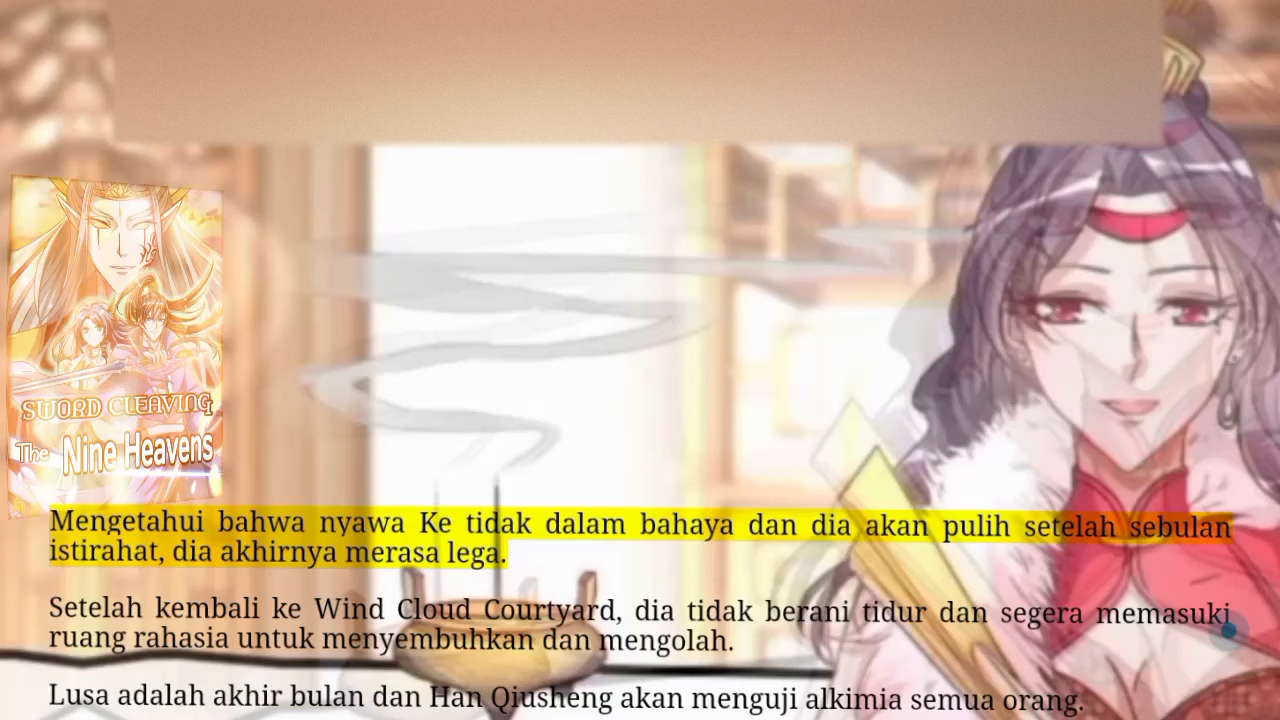 SWORD CLEAVING
The Nine Heavens
Mengetahui bahwa nyawa Ke tidak dalam bahaya dan dia akan pulih setelah sebulan
istirahat, dia akhirnya merasa lega.
Setelah kembali ke Wind Cloud Courtyard, dia tidak berani tidur dan segera memasuki
ruang rahasia untuk menyembuhkan dan mengolah.
Lusa adalah akhir bulan dan Han Qiusheng akan menguji alkimia semua orang.